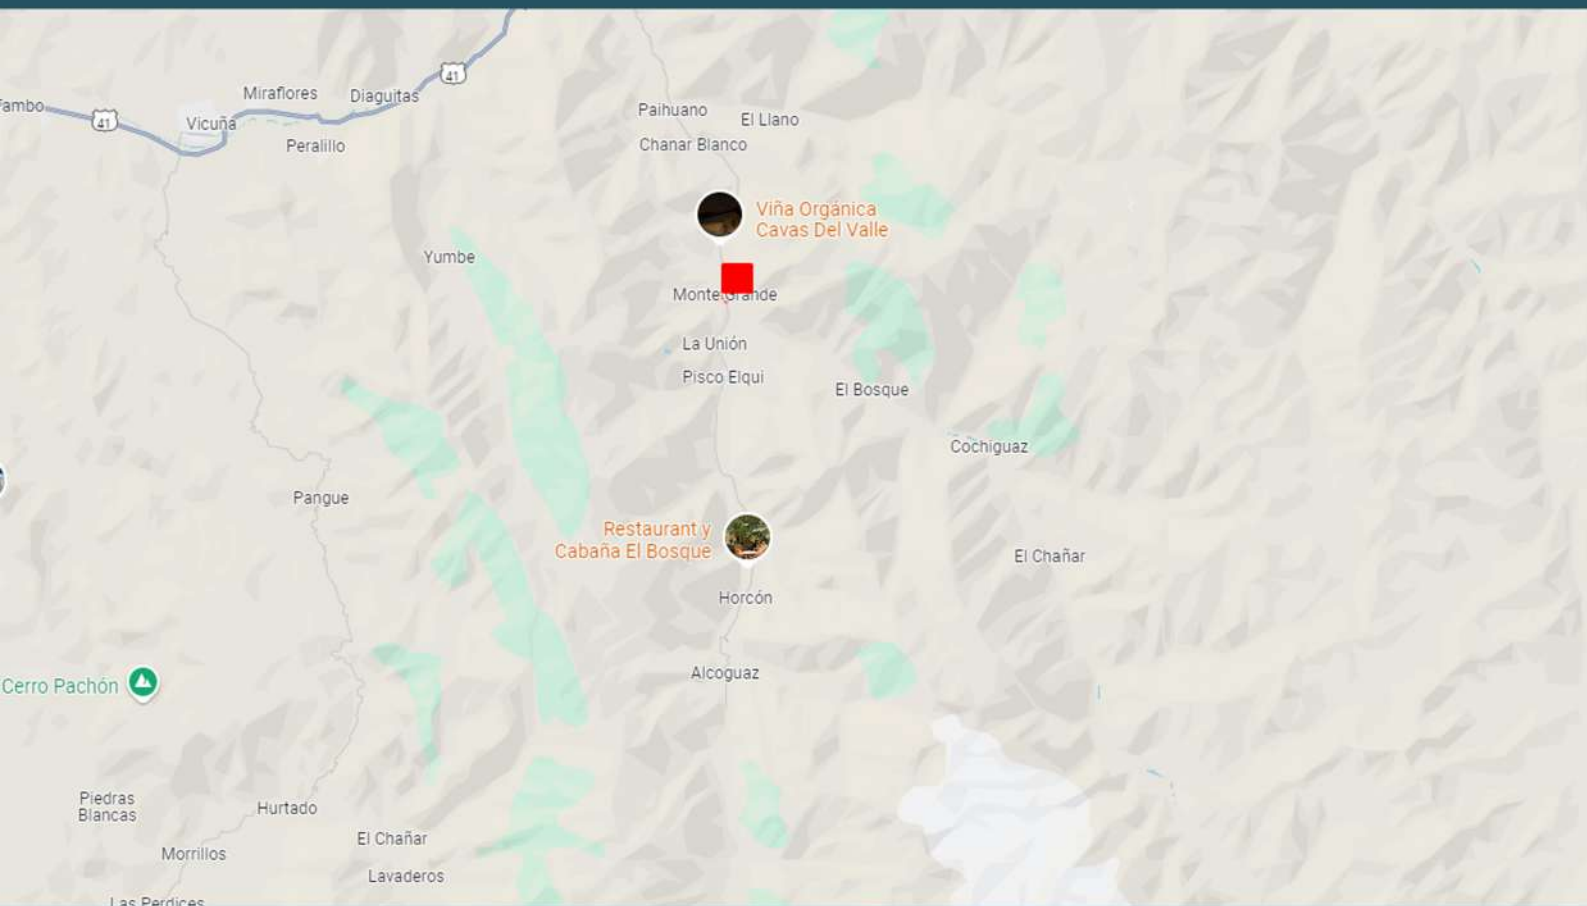 41
Miraflores
Diaguitas
Tambo
41
Paihuano
El Llano
Vicuña
Peralillo
Chanar Blanco
Viña Orgánica
Cavas Del Valle
Yumbe
Monte Grande
La Unión
Pisco Elqui
El Bosque
Cochiguaz
Pangue
Restaurant y
Cabaña El Bosque
El Chañar
Horcón
Alcoguaz
Cerro Pachón
Piedras
Blancas
Hurtado
El Chañar
Morrillos
Lavaderos
Las Perdices